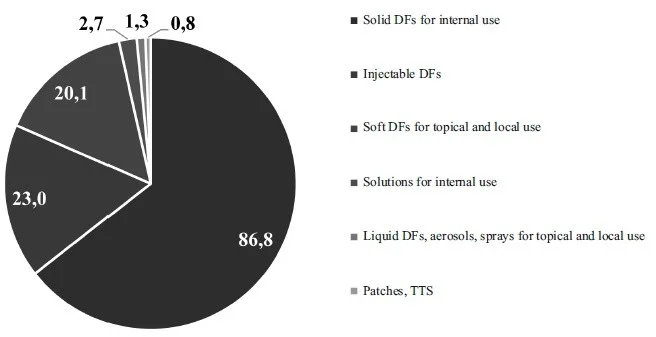 2,7
1,3
0,8
20,1
23,0
86,8
Solid DFs for internal use
Injectable DFs
Soft DFs for topical and local use
Solutions for internal use
Liquid DFs, aerosols, sprays for topical and local use
Patches, TTS